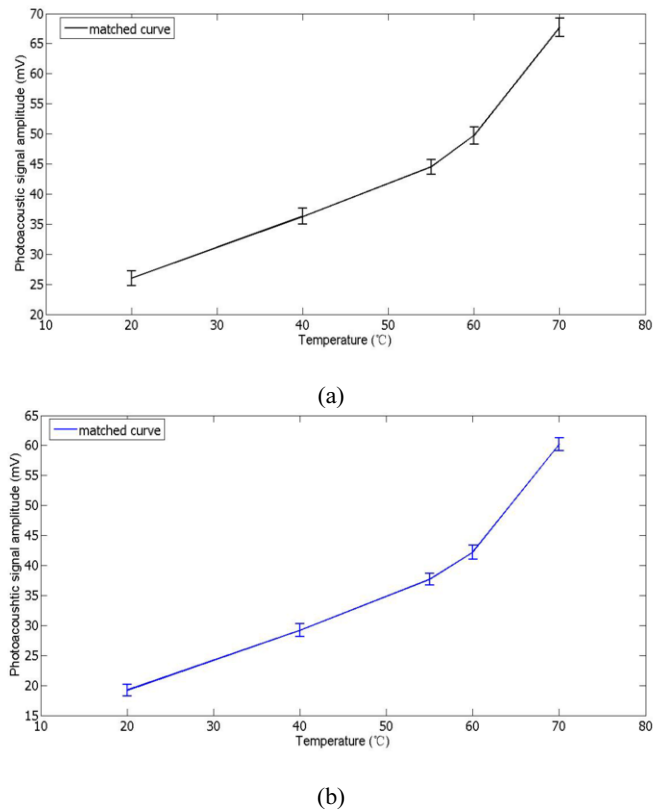 70
matched curve
65
60
55
50
45
40
35
30
25
20
Photoacoustic signal amplitude (mV)
10 20 30 40 50 60 70 80
Temperature(℃)
(a)
65
matched curve
60
55
50
45
40
35
30
25
20
15
Photoacoushtic signal amplitude (mV)
10 20 30 40 50 60 70 80
Temperature(℃)
(b)